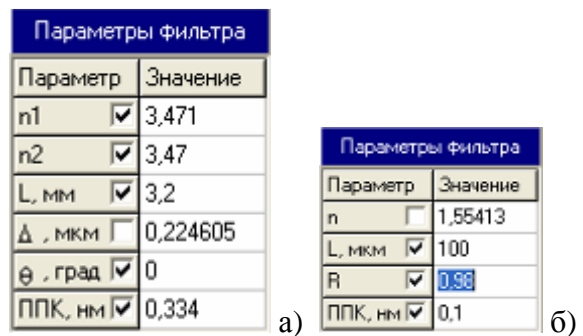 Параметры фильтра
Параметр Значение
n1 3,471
n2 3,47
L, мм 3,2
Δ , мкм 0,224605
θ , град 0
ППК, нм 0,334
а)
Параметры фильтра
Параметр Значение
n 1,55413
L, мкм 100
R 0,98
ППК, нм 0,1
б)